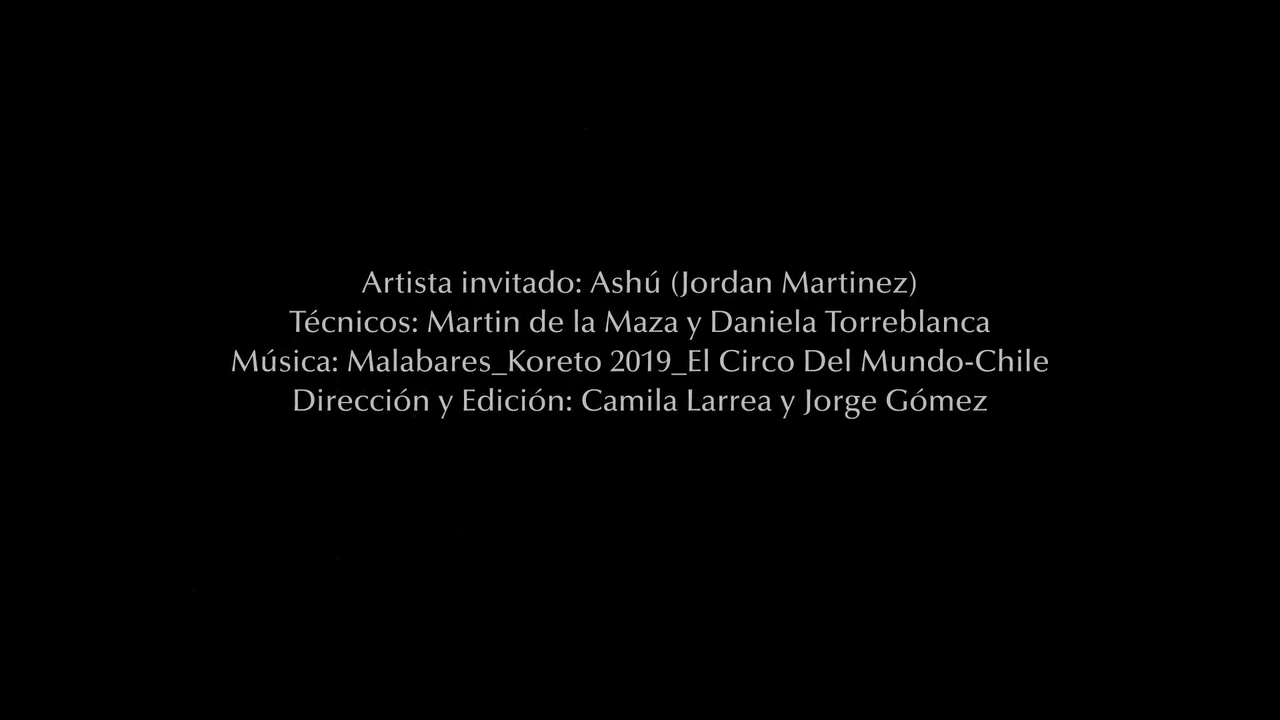 Artista invitado: Ashú (Jordan Martinez)
Técnicos: Martin de la Maza y Daniela Torreblanca
Música: Malabares_Koreto 2019_El Circo Del Mundo-Chile
Dirección y Edición: Camila Larrea y Jorge Gómez